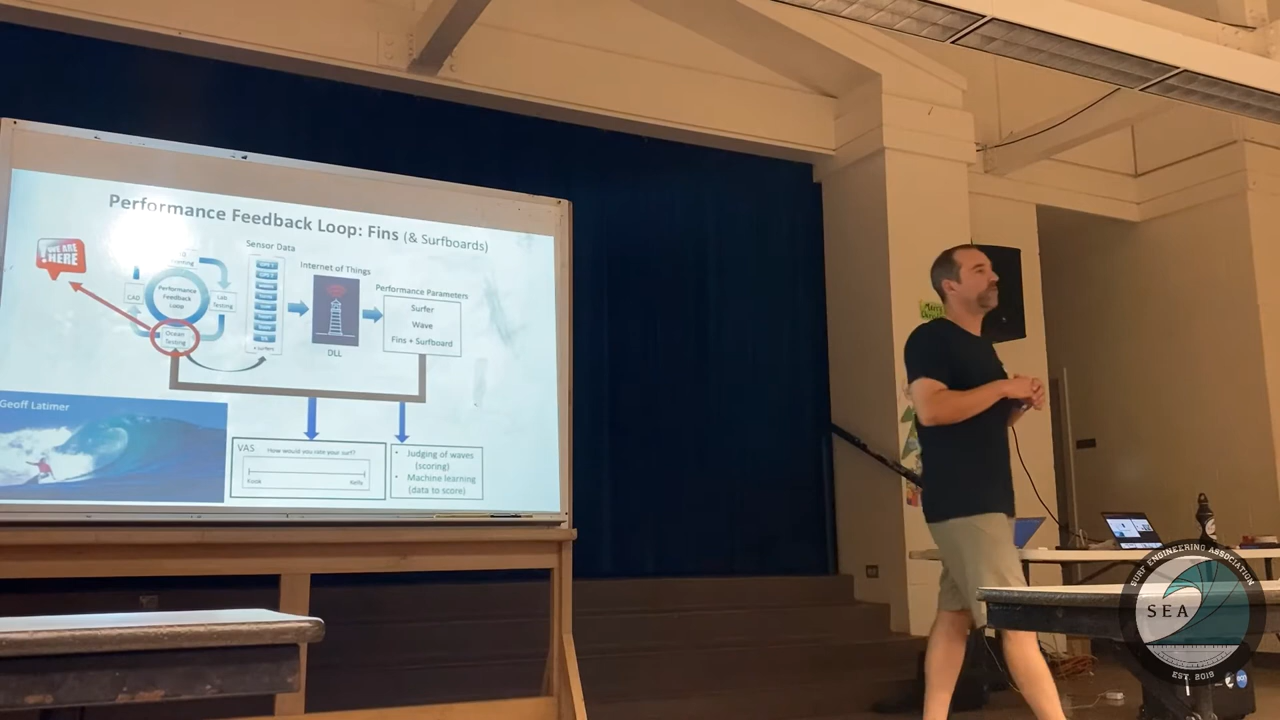 Performance Feedback Loop: Fins (& Surfboards)
WE ARE
HERE
Sensor Data
Internet of Things
Performance Parameters
Performance
Feedback
Loop
CAD
Lab
Testing
Ocean
Testing
+ surfers
DLL
Surfer
Wave
Fins + Surfboard
Geoff Latimer
VAS How would you rate your surf?
Kook Kelly
• Judging of waves
(scoring)
• Machine learning
(data to score)
Merry
SURF ENGINEERING ASSOCIATION
SEA
EST. 2019